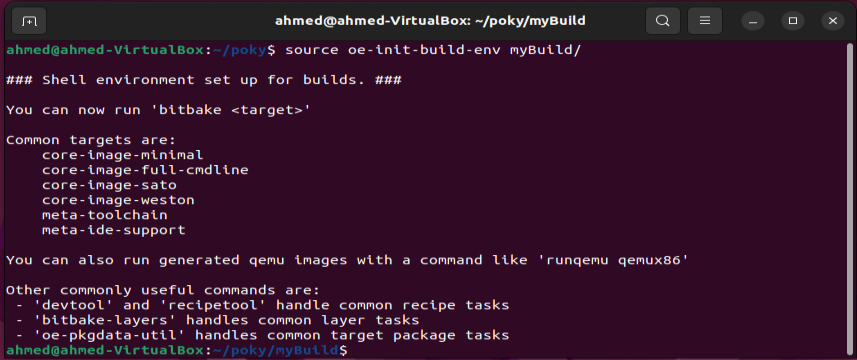 ahmed@ahmed-VirtualBox: ~/poky/myBuild
ahmed@ahmed-VirtualBox:~/poky$ source oe-init-build-env myBuild/
### Shell environment set up for builds. ###
You can now run 'bitbake <target>'
Common targets are:
    core-image-minimal
    core-image-full-cmdline
    core-image-sato
    core-image-weston
    meta-toolchain
    meta-ide-support
You can also run generated qemu images with a command like 'runqemu qemux86'
Other commonly useful commands are:
 - 'devtool' and 'recipetool' handle common recipe tasks
 - 'bitbake-layers' handles common layer tasks
 - 'oe-pkgdata-util' handles common target package tasks
ahmed@ahmed-VirtualBox:~/poky/myBuild$